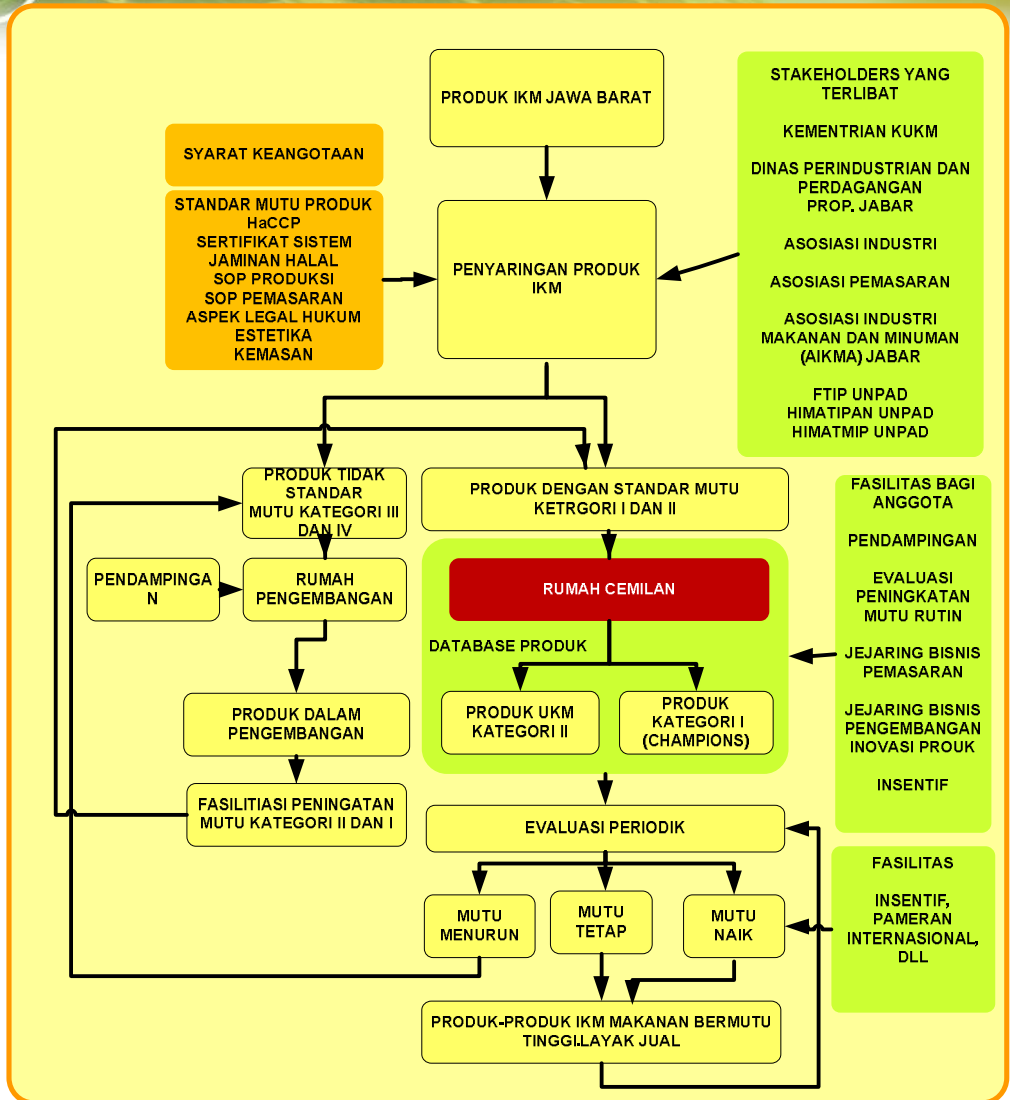 PRODUK IKM JAWA BARAT
STAKEHOLDERS YANG
TERLIBAT
KEMENTRIAN KUKM
DINAS PERINDUSTRIAN DAN
PERDAGANGAN
PROP. JABAR
ASOSIASI INDUSTRI
ASOSIASI PEMASARAN
ASOSIASI INDUSTRI
MAKANAN DAN MINUMAN
(AIKMA) JABAR
FTIP UNPAD
HIMATIPAN UNPAD
HIMATMIP UNPAD
SYARAT KEANGOTAAN
STANDAR MUTU PRODUK
HaCCP
SERTIFIKAT SISTEM
JAMINAN HALAL
SOP PRODUKSI
SOP PEMASARAN
ASPEK LEGAL HUKUM
ESTETIKA
KEMASAN
PENYARINGAN PRODUK
IKM
PRODUK TIDAK
STANDAR
MUTU KATEGORI III
DAN IV
PRODUK DENGAN STANDAR MUTU
KETRGORI I DAN II
FASILITAS BAGI
ANGGOTA
PENDAMPINGAN
EVALUASI
PENINGKATAN
MUTU RUTIN
JEJARING BISNIS
PEMASARAN
JEJARING BISNIS
PENGEMBANGAN
INOVASI PROUK
INSENTIF
PENDAMPINGA
N
RUMAH
PENGEMBANGAN
RUMAH CEMILAN
DATABASE PRODUK
PRODUK UKM
KATEGORI II
PRODUK
KATEGORI I
(CHAMPIONS)
PRODUK DALAM
PENGEMBANGAN
FASILITIASI PENINGATAN
MUTU KATEGORI II DAN I
EVALUASI PERIODIK
MUTU
MENURUN
MUTU
TETAP
MUTU
NAIK
FASILITAS
INSENTIF,
PAMERAN
INTERNASIONAL,
DLL
PRODUK-PRODUK IKM MAKANAN BERMUTU
TINGGI.LAYAK JUAL